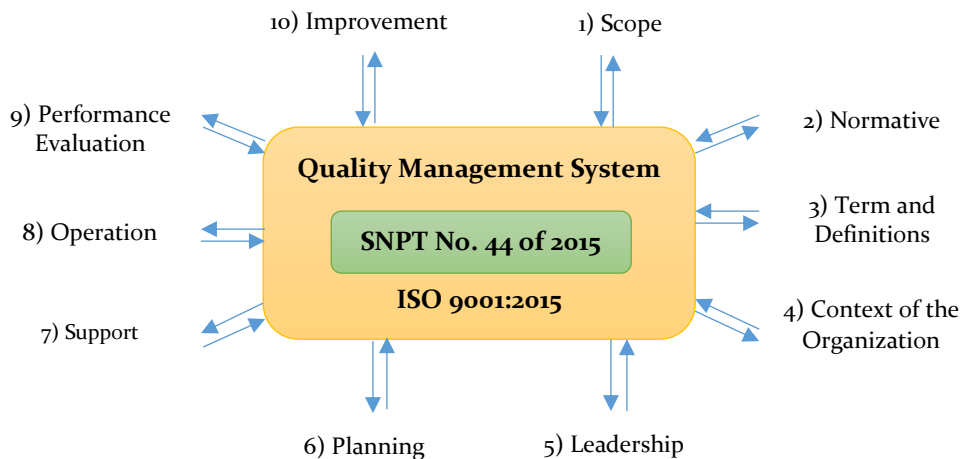 10) Improvement
1) Scope
9) Performance
Evaluation
2) Normative
Quality Management System
3) Term and
Definitions
8) Operation
SNPT No. 44 of 2015
ISO 9001:2015
4) Context of the
Organization
7) Support
6) Planning
5) Leadership